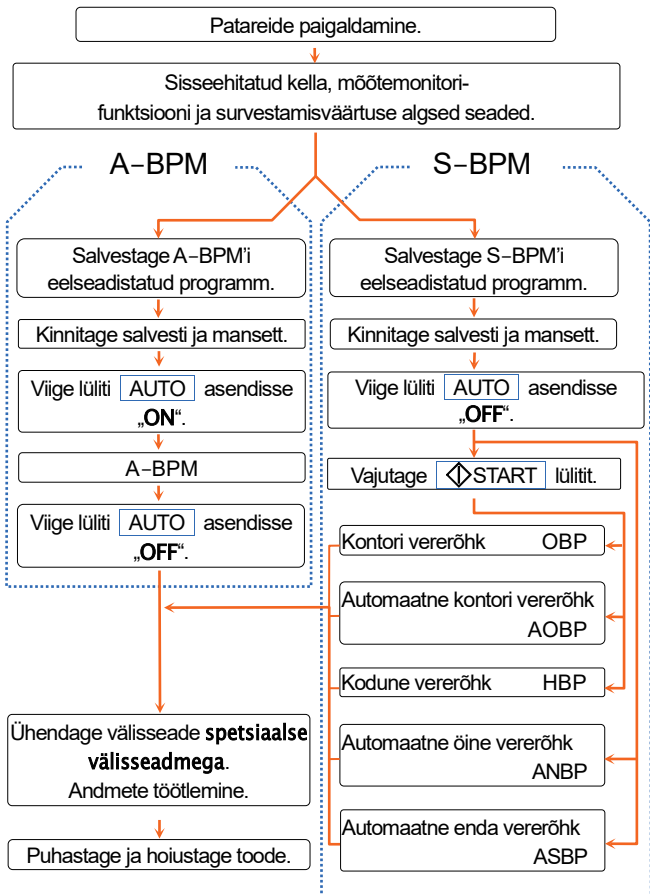 Patareide paigaldamine.
Sisseehitatud kella, mõõtemonitori-
funktsiooni ja survestamisväärtuse algsed seaded.
A−BPM
Salvestage A−BPM’i
eelseadistatud programm.
Kinnitage salvesti ja mansett.
Viige lüliti AUTO asendisse
„ON“.
A−BPM
Viige lüliti AUTO asendisse
„OFF“.
S−BPM
Salvestage S−BPM’i
eelseadistatud programm.
Kinnitage salvesti ja mansett.
Viige lüliti AUTO asendisse
„OFF“.
Vajutage START lülitit.
Kontori vererõhk OBP
Automaatne kontori vererõhk
AOBP
Kodune vererõhk HBP
Automaatne öine vererõhk
ANBP
Automaatne enda vererõhk
ASBP
Ühendage välisseade spetsiaalse
välisseadmega.
Andmete töötlemine.
Puhastage ja hoiustage toode.